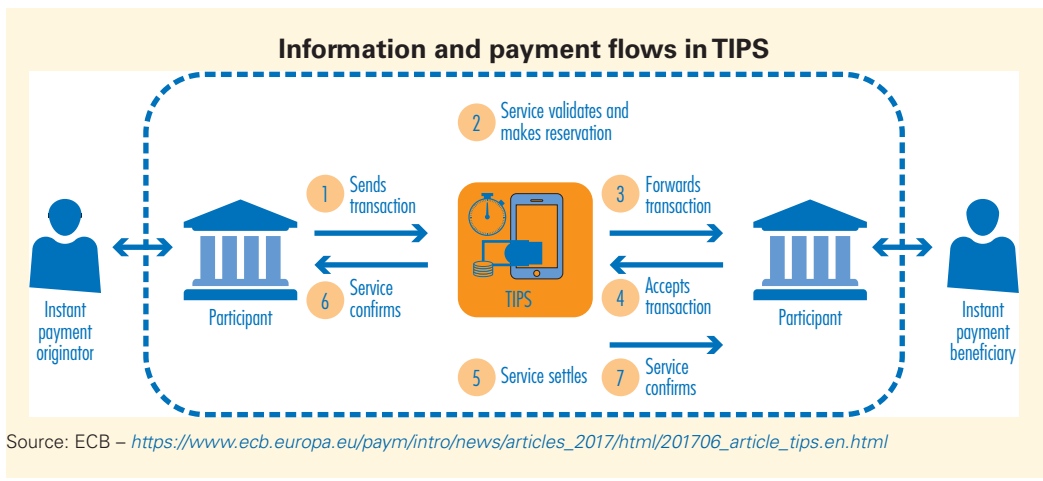 Information and payment flows in TIPS
2 Service validates and
makes reservation
1 Sends
transaction
3 Forwards
transaction
6 Service
confirms
TIPS
4 Accepts
transaction
Participant
Participant
Instant
payment
originator
Instant
payment
beneficiary
5 Service settles
7 Service
confirms
Source: ECB – https://www.ecb.europa.eu/paym/intro/news/articles_2017/html/201706_article_tips.en.html